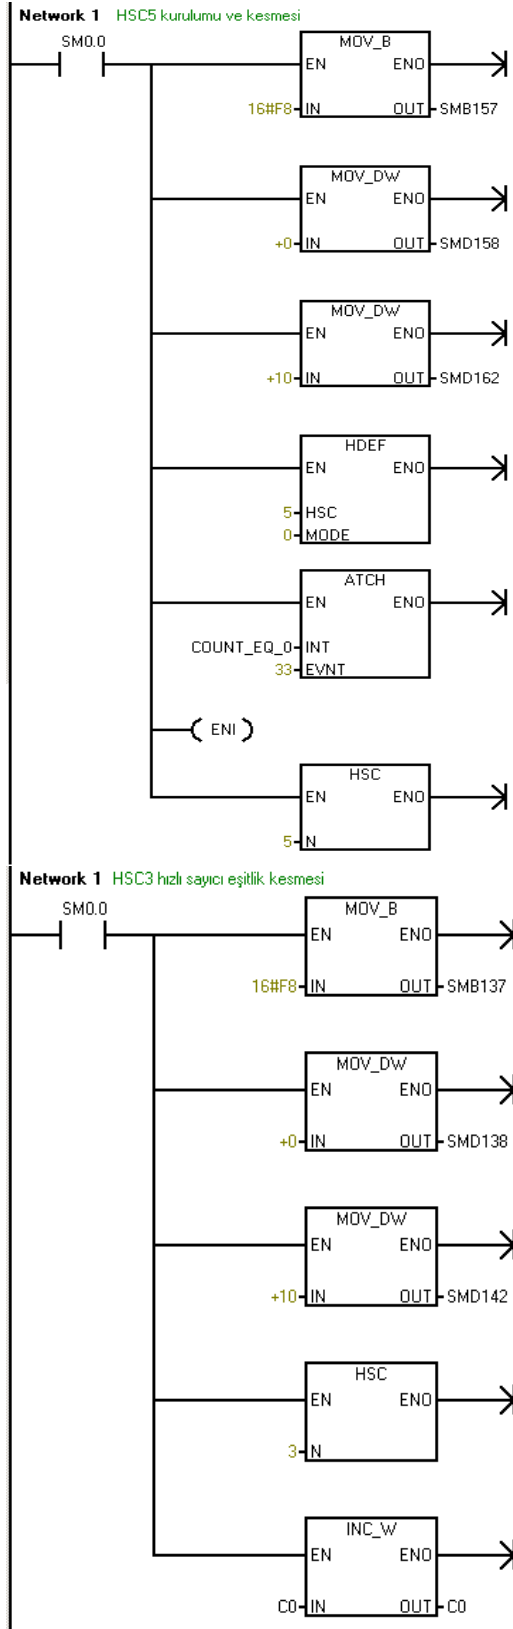 Network 1 HSC5 kurulumu ve kesmesi
SM0.0
MOV_B
EN ENO
16#F8 IN OUT SMB157
MOV_DW
EN ENO
+0 IN OUT SMD158
MOV_DW
EN ENO
+10 IN OUT SMD162
HDEF
EN ENO
5 HSC
0 MODE
ATCH
EN ENO
COUNT_EQ_0 INT
33 EVNT
ENI
HSC
EN ENO
5 N
Network 1 HSC3 hızlı sayıcı eşitlik kesmesi
SM0.0
MOV_B
EN ENO
16#F8 IN OUT SMB137
MOV_DW
EN ENO
+0 IN OUT SMD138
MOV_DW
EN ENO
+10 IN OUT SMD142
HSC
EN ENO
3 N
INC_W
EN ENO
C0 IN OUT C0